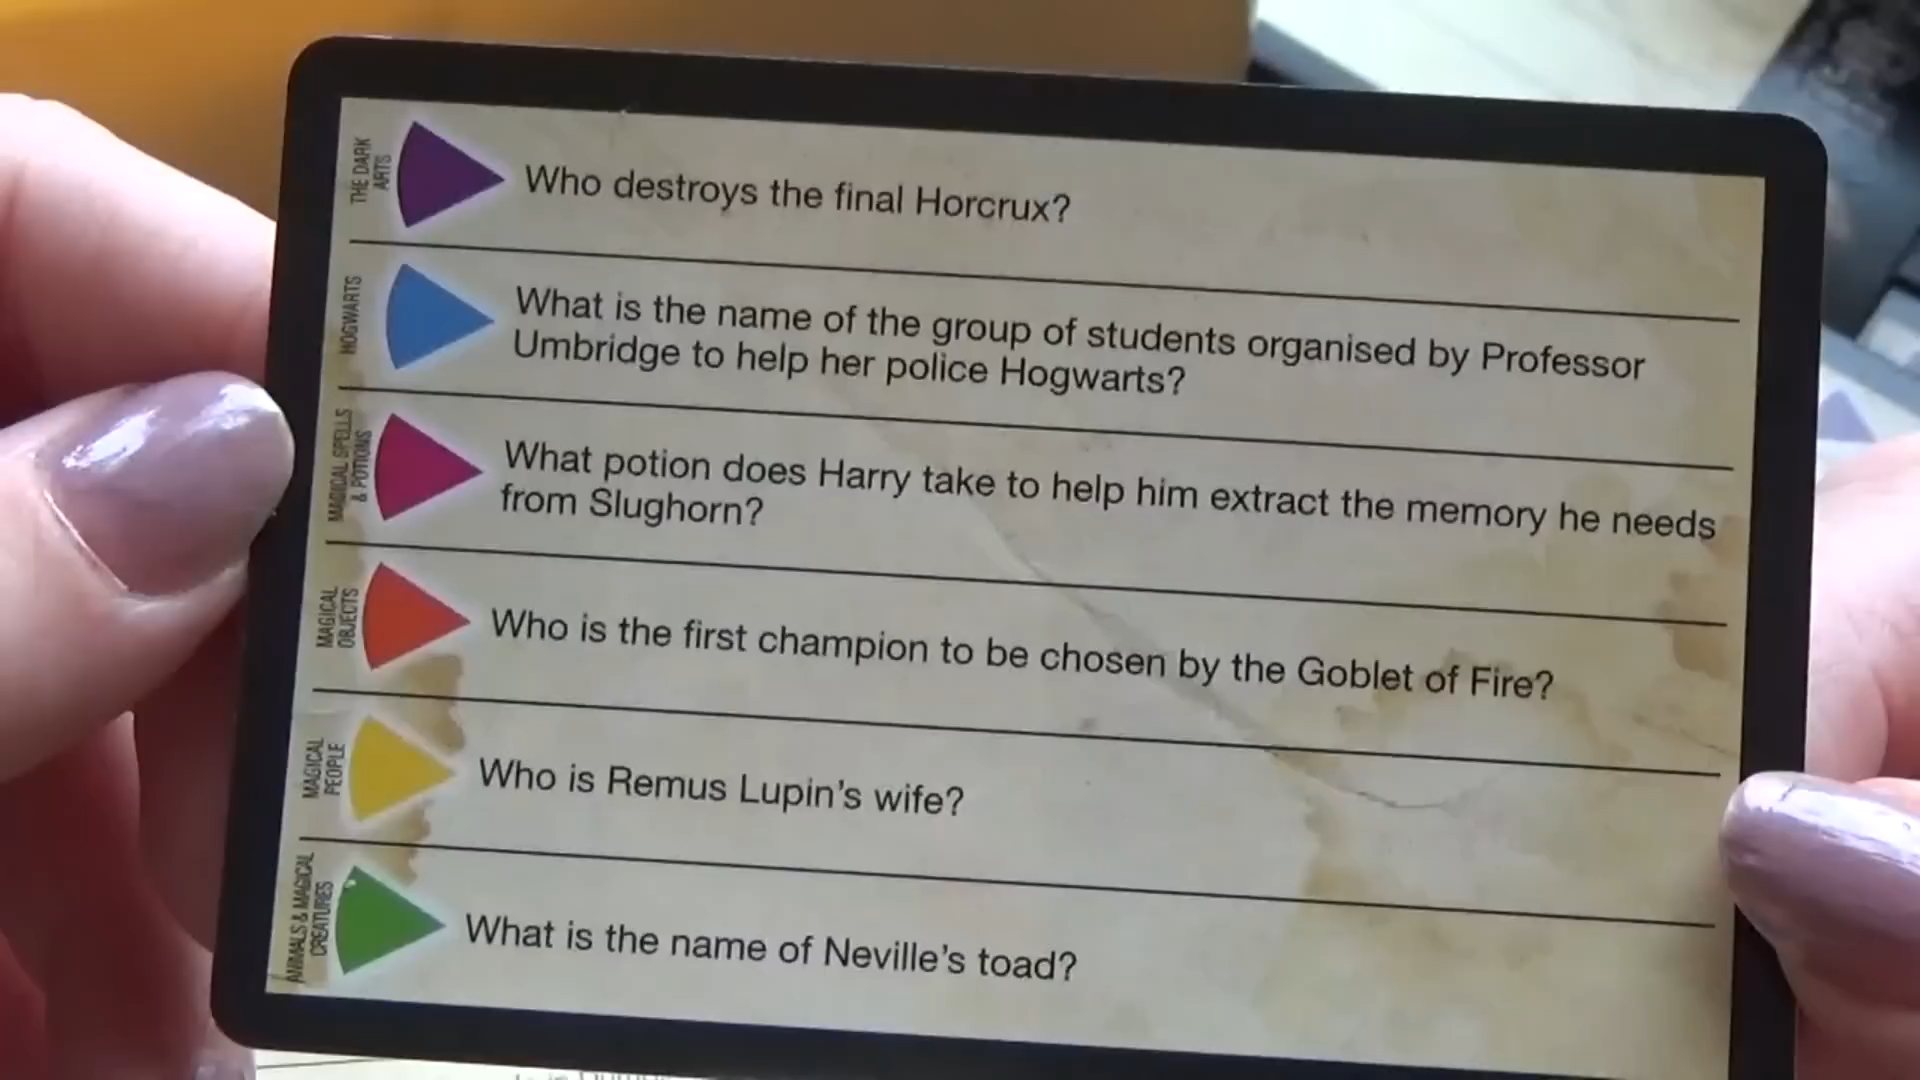 THE DARK
ARTS
Who destroys the final Horcrux?
HOGWARTS
What is the name of the group of students organised by Professor
Umbridge to help her police Hogwarts?
MAGICAL SPELLS
& POTIONS
What potion does Harry take to help him extract the memory he needs
from Slughorn?
MAGICAL
OBJECTS
Who is the first champion to be chosen by the Goblet of Fire?
MAGICAL
PEOPLE
Who is Remus Lupin's wife?
ANIMALS & MAGICAL
CREATURES
What is the name of Neville's toad?